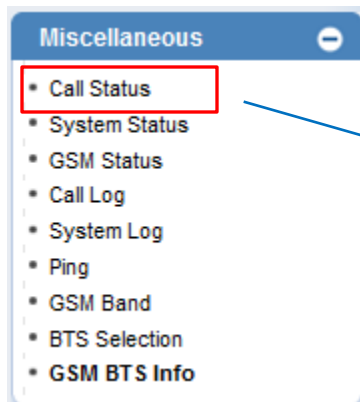 Miscellaneous
Call Status
System Status
GSM Status
Call Log
System Log
Ping
GSM Band
BTS Selection
GSM BTS Info